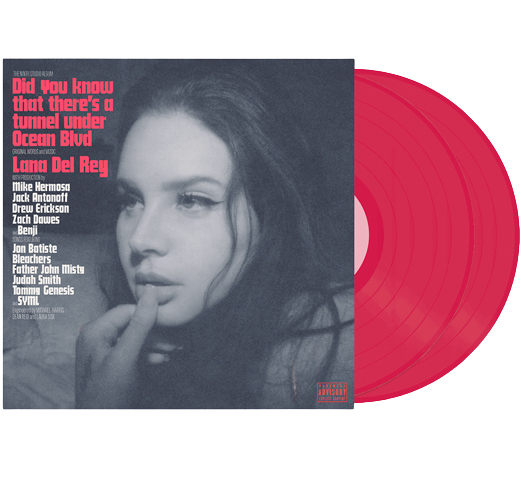 THE NINTH STUDIO ALBUM
Did you know
that there's a
tunnel under
Ocean Blvd
ORIGINAL WORDS and MUSIC
Lana Del Rey
WITH PRODUCTION by
Mike Hermosa
Jack Antonoff
Drew Erickson
Zach Dawes
Benji
Jon Batiste
Bleachers
Father John Misty
Judah Smith
Tommy Genesis
SYML
PARENTAL
ADVISORY
EXPLICIT CONTENT